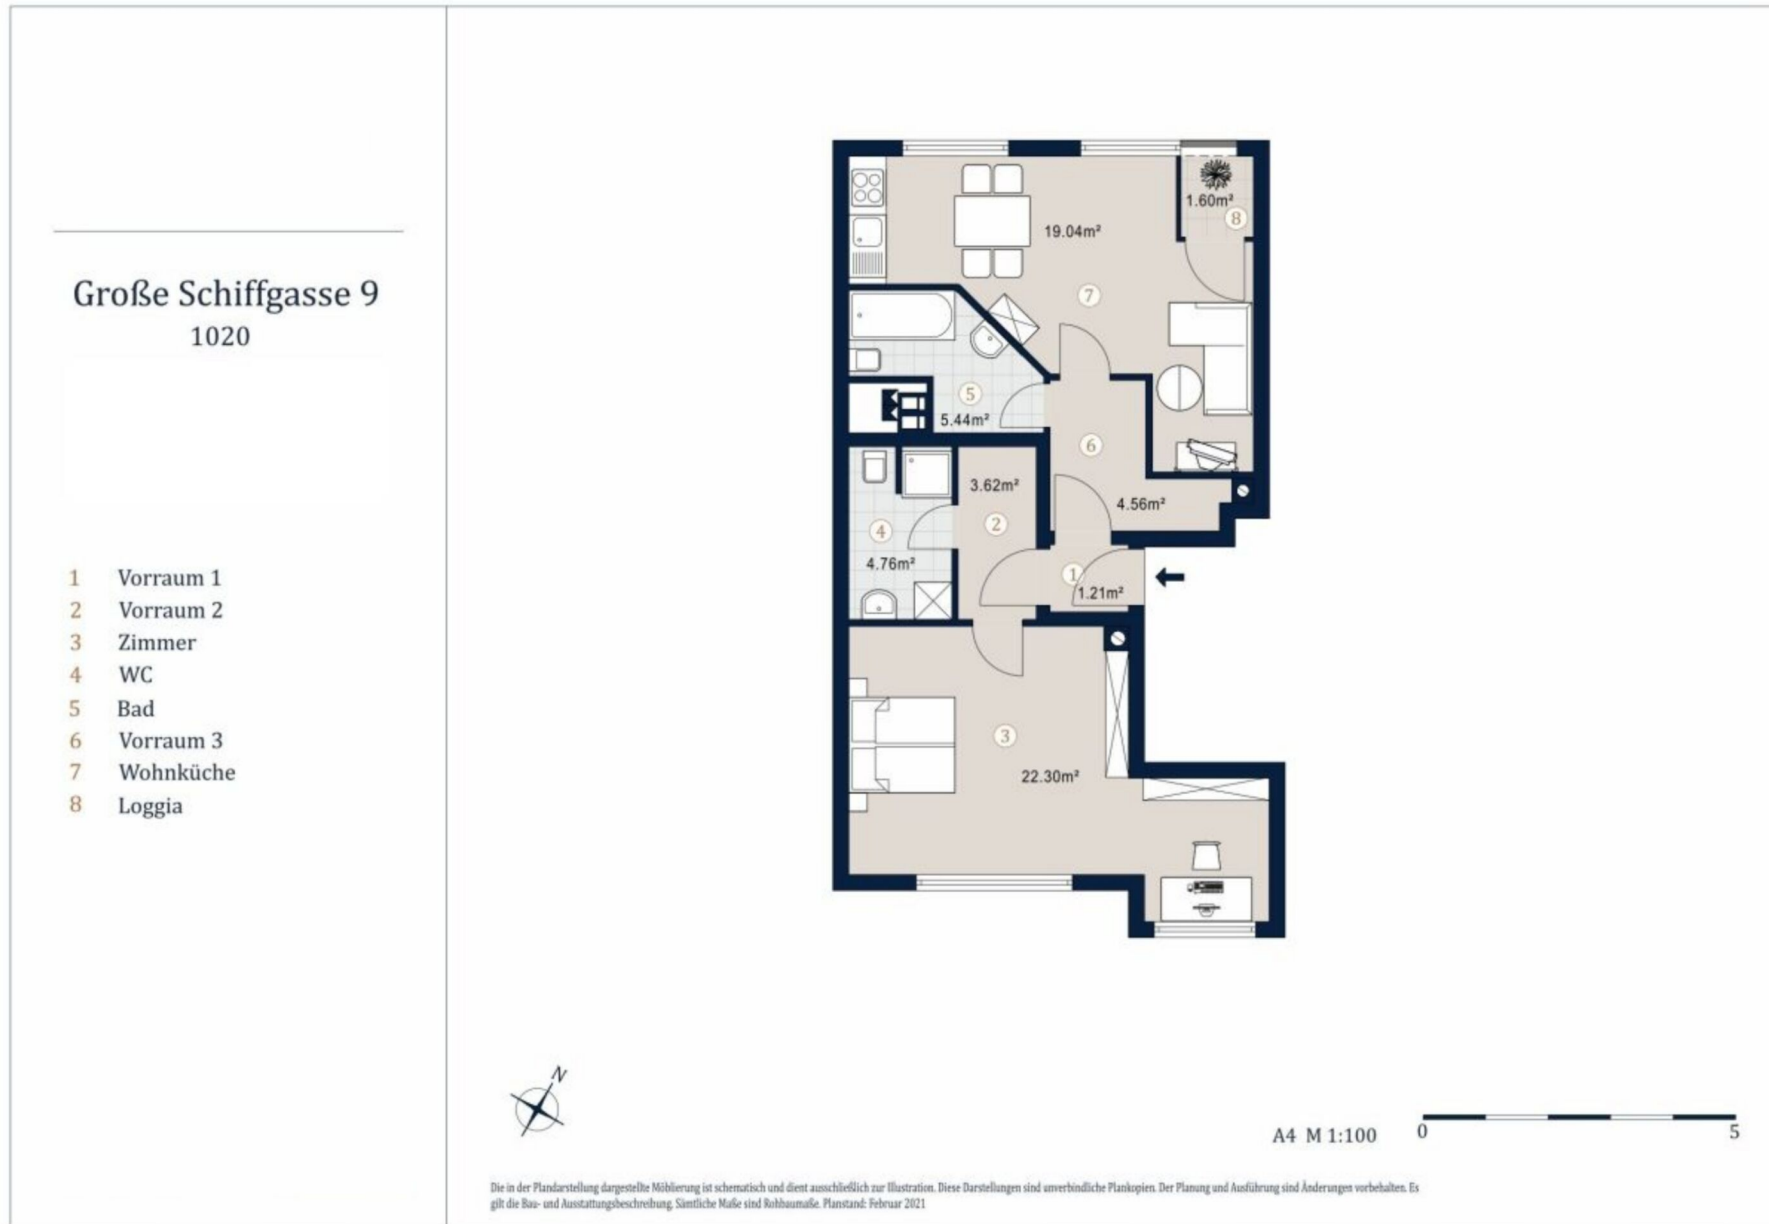 Große Schiffgasse 9
1020
1 Vorraum 1
2 Vorraum 2
3 Zimmer
4 WC
5 Bad
6 Vorraum 3
7 Wohnküche
8 Loggia
1.60m²
8
19.04m²
7
5
5.44m²
6
3.62m²
4.56m²
2
4
4.76m²
1
1.21m²
3
22.30m²
N
A4 M 1:100
0 5
Die in der Plandarstellung dargestellte Möblierung ist schematisch und dient ausschließlich zur Illustration. Diese Darstellungen sind unverbindliche Plankopien. Der Planung und Ausführung sind Änderungen vorbehalten. Es
gilt die Bau- und Ausstattungsbeschreibung. Sämtliche Maße sind Rohbaumaße. Planstand: Februar 2021